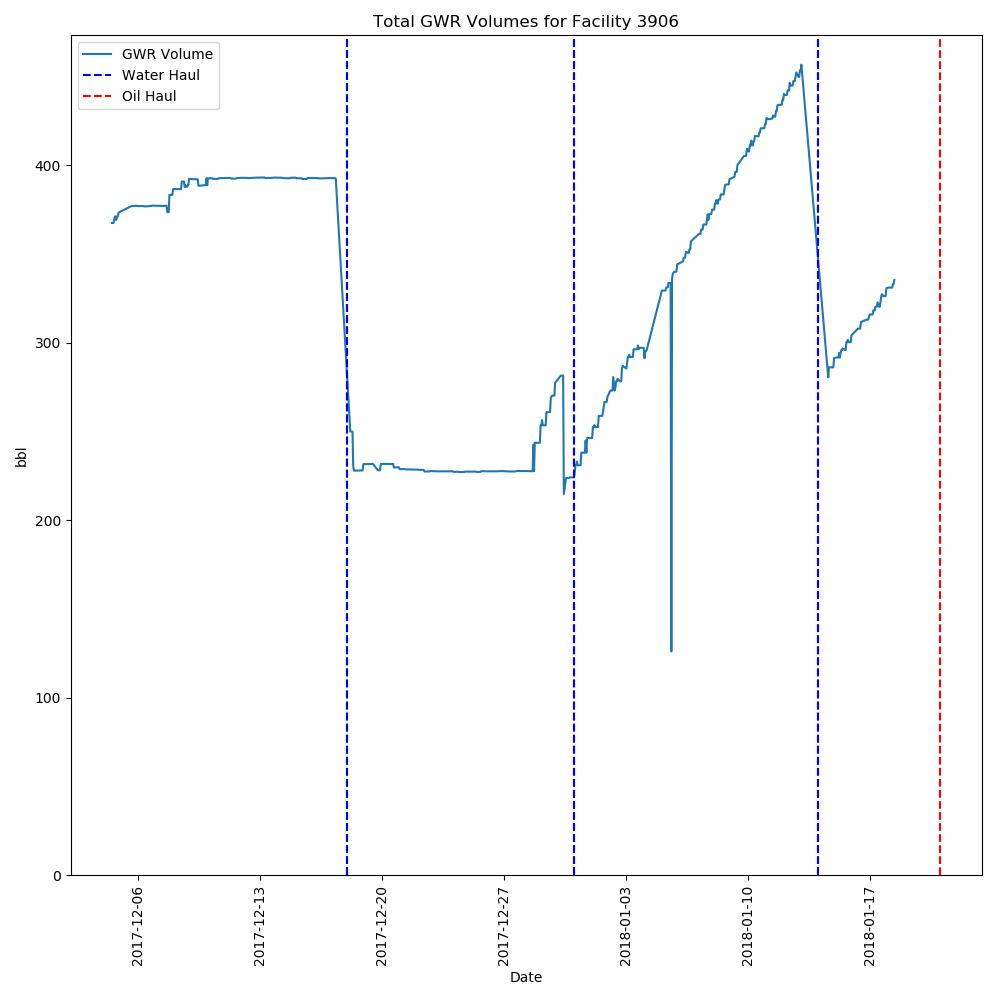 Total GWR Volumes for Facility 3906
GWR Volume
Water Haul
Oil Haul
bbl
400
300
200
100
0
2017-12-06
2017-12-13
2017-12-20
2017-12-27
2018-01-03
2018-01-10
2018-01-17
Date